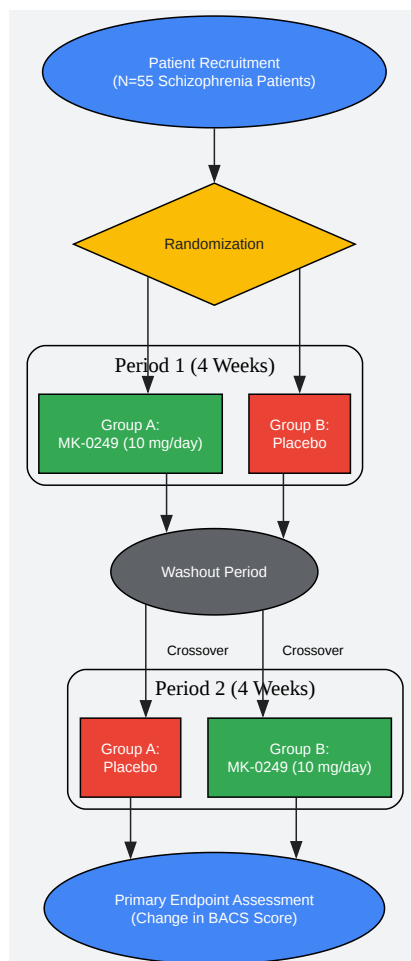 Patient Recruitment
(N=55 Schizophrenia Patients)
Randomization
Period 1 (4 Weeks)
Group A:
MK-0249 (10 mg/day)
Group B:
Placebo
Washout Period
Crossover
Crossover
Period 2 (4 Weeks)
Group A:
Placebo
Group B:
MK-0249 (10 mg/day)
Primary Endpoint Assessment
(Change in BACS Score)